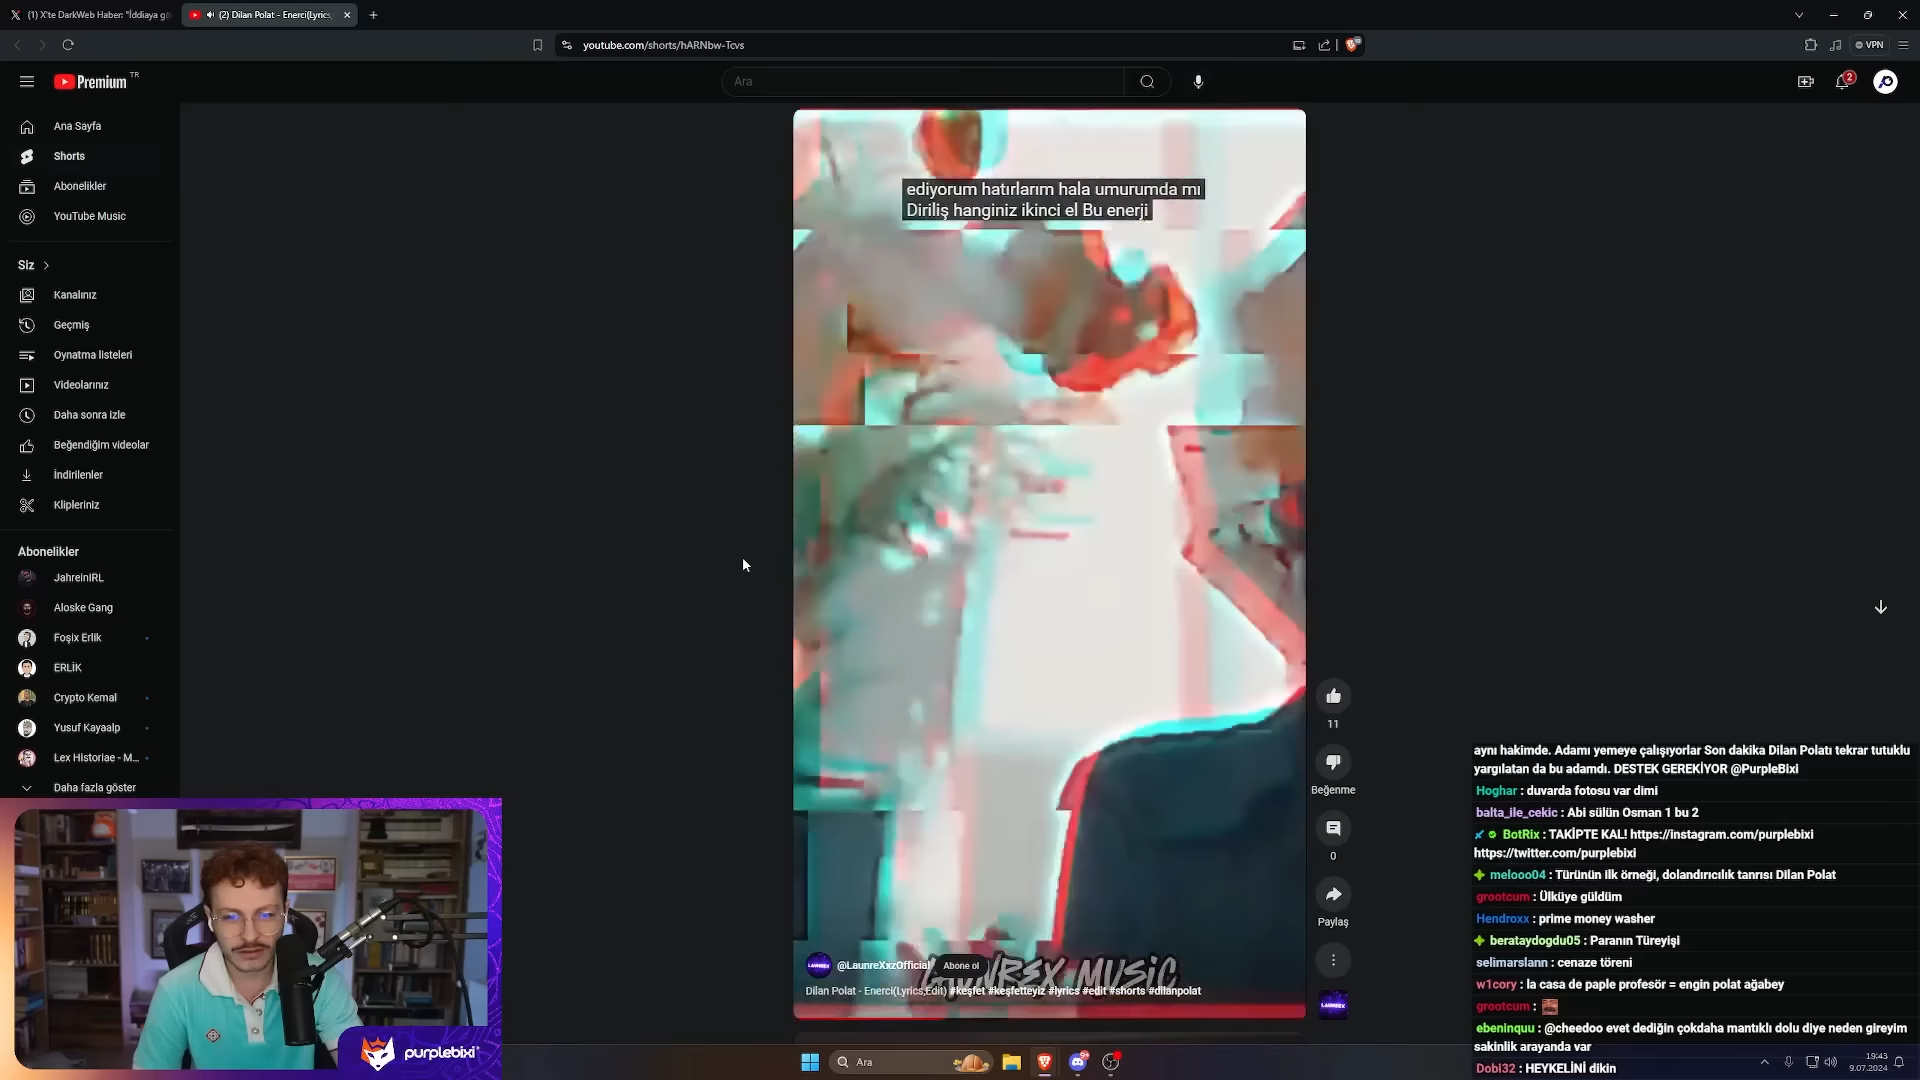 (1) X'te DarkWeb Haber: "İddiaya gö
(2) Dilan Polat - Enerci(Lyrics,
youtube.com/shorts/hARNbw-Tcvs
VPN
Premium TR
Ara
2
Ana Sayfa
Shorts
Abonelikler
YouTube Music
Siz
Kanalınız
Geçmiş
Oynatma listeleri
Videolarınız
Daha sonra izle
Beğendiğim videolar
İndirilenler
Klipleriniz
Abonelikler
JahreinIRL
Aloske Gang
Foşix Erlik
ERLİK
Crypto Kemal
Yusuf Kayaalp
Lex Historiae - M...
Daha fazla göster
ediyorum hatırlarım hala umurumda mı
Diriliş hanginiz ikinci el Bu enerji
11
Beğenme
0
Paylaş
@LaunreXxzOfficial
Abone ol
LAUNREX MUSIC
Dilan Polat - Enerci(Lyrics,Edit) #keşfet #keşfetteyiz #lyrics #edit #shorts #dilanpolat
aynı hakimde. Adamı yemeye çalışıyorlar Son dakika Dilan Polatı tekrar tutuklu
yargılatan da bu adamdı. DESTEK GEREKİYOR @PurpleBixi
Hoghar : duvarda fotosu var dimi
balta_ile_cekic : Abi sülün Osman 1 bu 2
BotRix : TAKİPTE KAL! https://instagram.com/purplebixi
https://twitter.com/purplebixi
melooo04 : Türünün ilk örneği, dolandırıcılık tanrısı Dilan Polat
grootcum : Ülküye güldüm
Hendroxx : prime money washer
berataydogdu05 : Paranın Türeyişi
selimarslann : cenaze töreni
w1cory : la casa de paple profesör = engin polat ağabey
grootcum :
ebeninquu : @cheedoo evet dediğin çokdaha mantıklı dolu diye neden gireyim
sakinlik arayanda var
Dobi32 : HEYKELİNİ dikin
purplebixi
Ara
19:43
9.07.2024